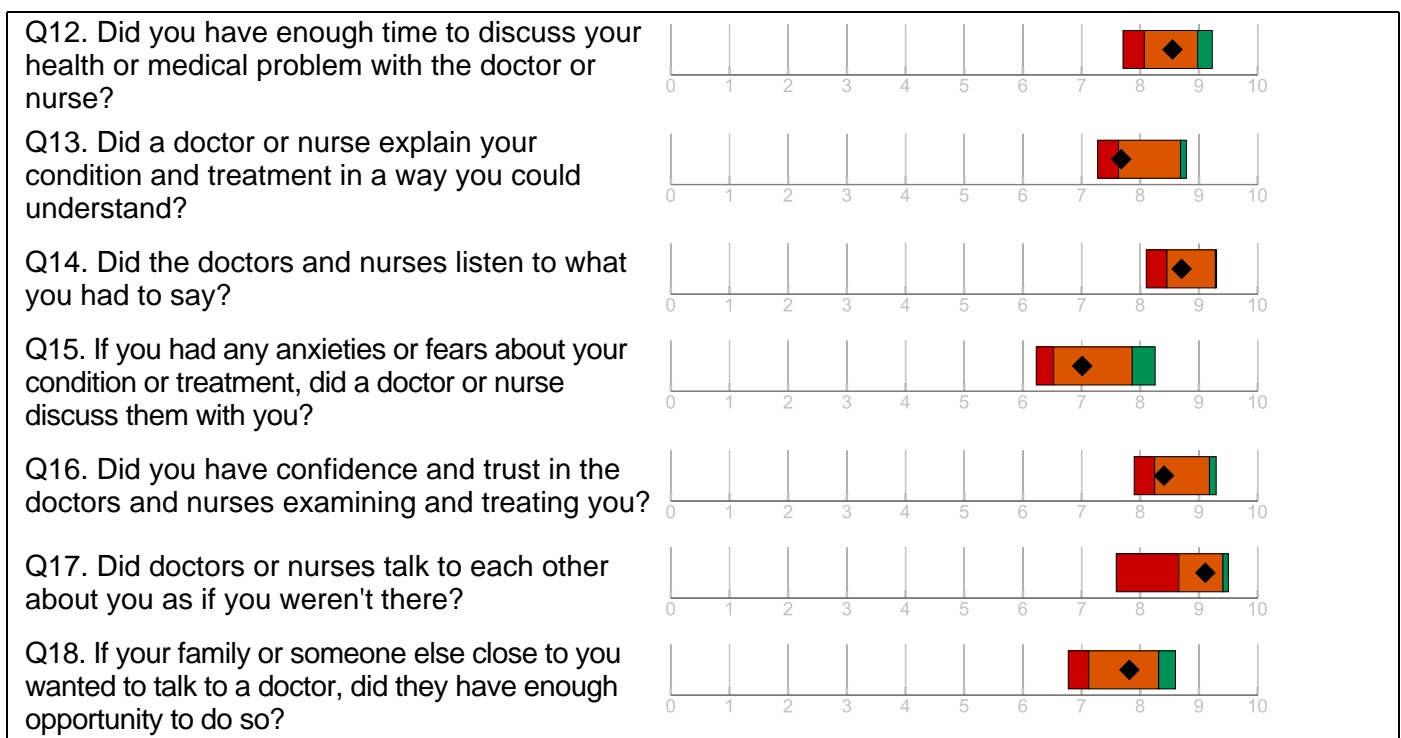 Q12. Did you have enough time to discuss your
health or medical problem with the doctor or
nurse?
0 1 2 3 4 5 6 7 8 9 10
Q13. Did a doctor or nurse explain your
condition and treatment in a way you could
understand?
0 1 2 3 4 5 6 7 8 9 10
Q14. Did the doctors and nurses listen to what
you had to say?
0 1 2 3 4 5 6 7 8 9 10
Q15. If you had any anxieties or fears about your
condition or treatment, did a doctor or nurse
discuss them with you?
0 1 2 3 4 5 6 7 8 9 10
Q16. Did you have confidence and trust in the
doctors and nurses examining and treating you?
0 1 2 3 4 5 6 7 8 9 10
Q17. Did doctors or nurses talk to each other
about you as if you weren't there?
0 1 2 3 4 5 6 7 8 9 10
Q18. If your family or someone else close to you
wanted to talk to a doctor, did they have enough
opportunity to do so?
0 1 2 3 4 5 6 7 8 9 10